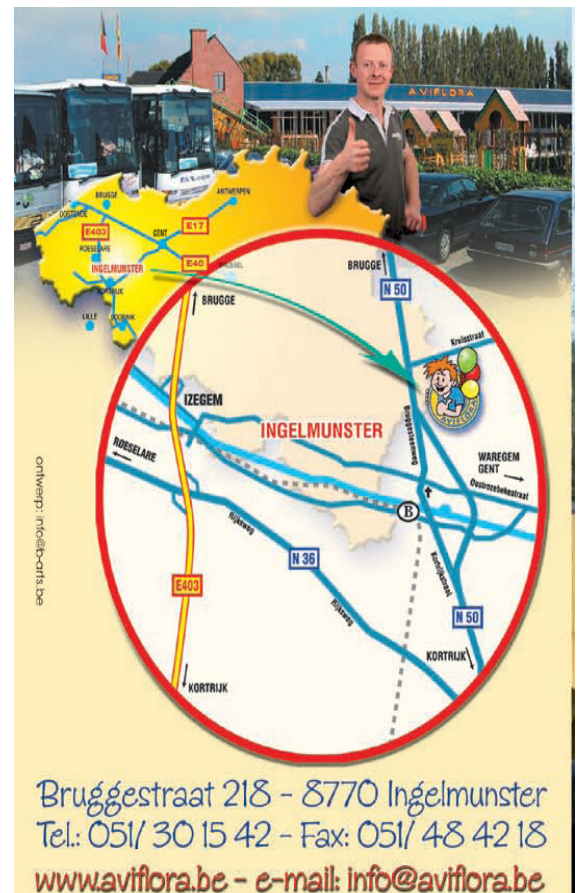 AVIFLORA
BRUGGE
ANTWERPEN
OOSTENDE
E17
E403
GENT
ROESELARE
E40
BRUSSEL
INGELMUNSTER
KORTRIJK
LILLE
DOORNIK
BRUGGE
N 50
BRUGGE
Kruisstraat
AVIFLORA
IZEGEM
INGELMUNSTER
Bruggesteenweg
ROESELARE
WAREGEM
GENT
Oostrozebekestraat
B
Rijksweg
N 36
Kortrijkstraat
E403
Rijksweg
N 50
KORTRIJK
KORTRIJK
ontwerp: info@b-arts.be
Bruggestraat 218 - 8770 Ingelmunster
Tel.: 051/ 30 15 42 - Fax: 051/ 48 42 18
www.aviflora.be - e-mail: info@aviflora.be